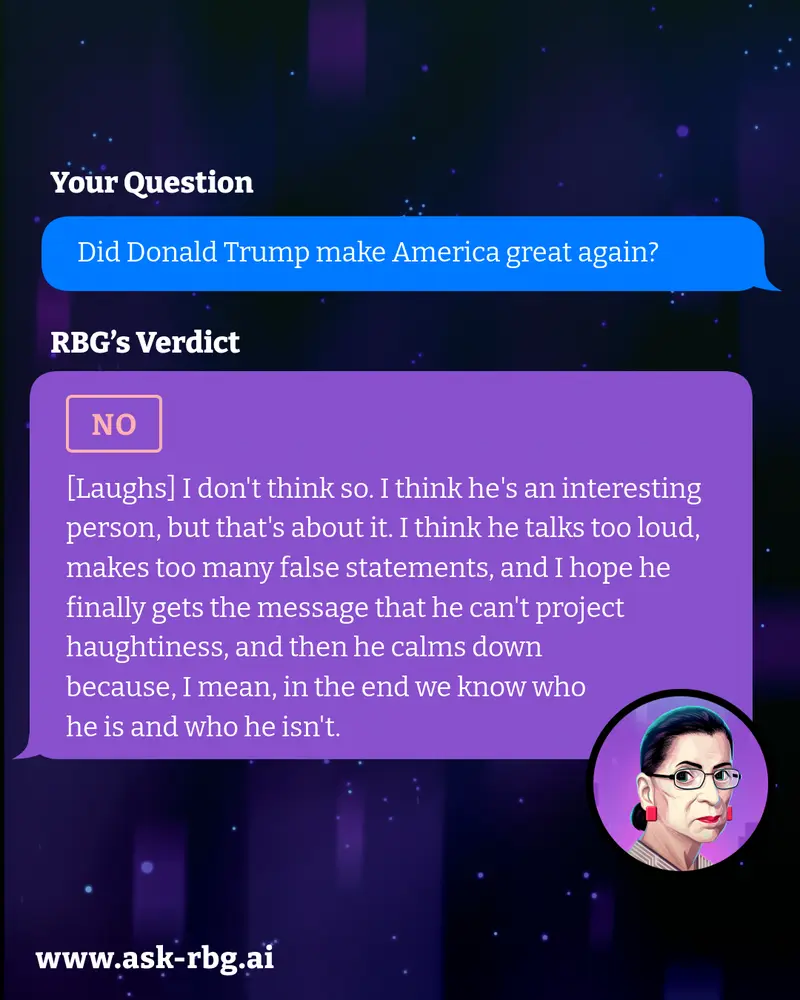 Your Question
Did Donald Trump make America great again?
RBG’s Verdict
NO
[Laughs] I don't think so. I think he's an interesting
person, but that's about it. I think he talks too loud,
makes too many false statements, and I hope he
finally gets the message that he can't project
haughtiness, and then he calms down
because, I mean, in the end we know who
he is and who he isn't.
www.ask-rbg.ai